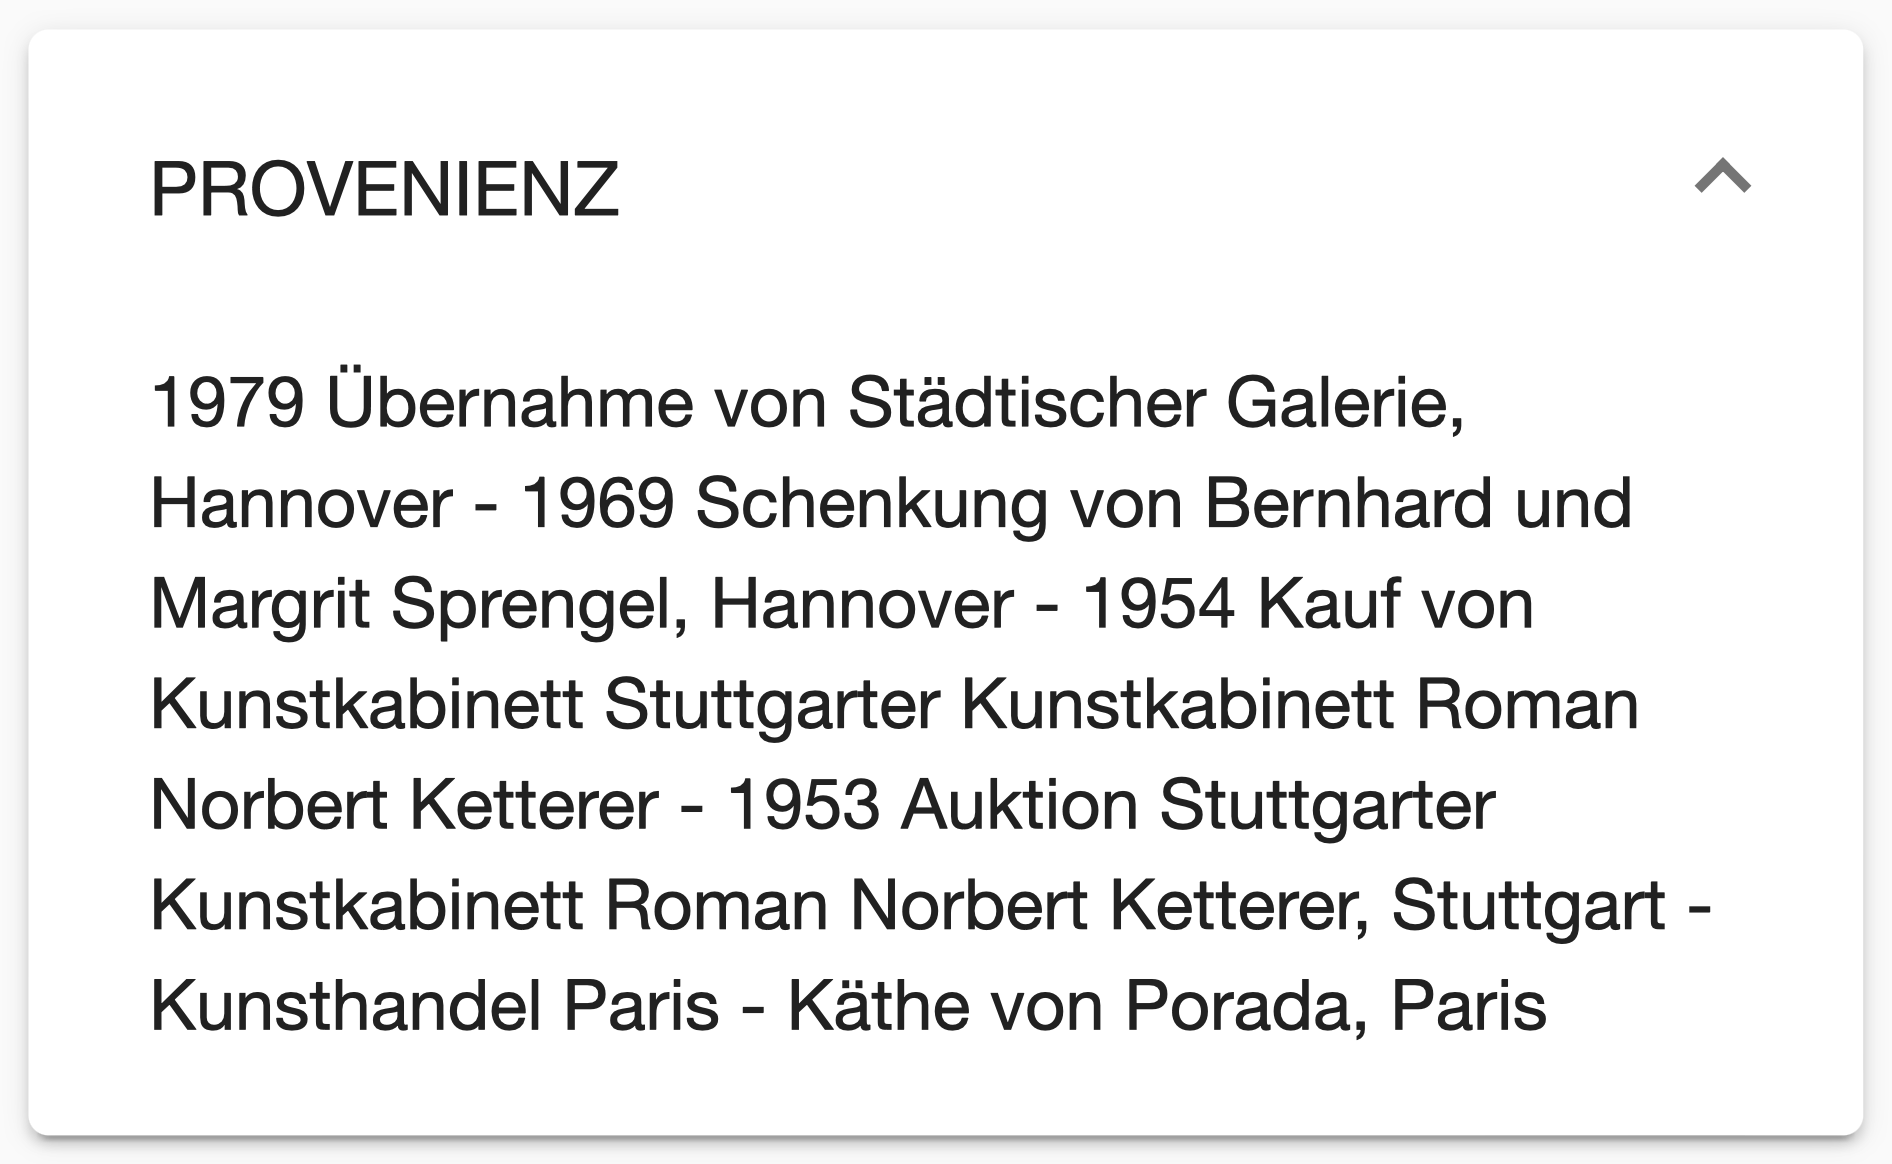 PROVENIENZ
1979 Übernahme von Städtischer Galerie,
Hannover - 1969 Schenkung von Bernhard und
Margrit Sprengel, Hannover - 1954 Kauf von
Kunstkabinett Stuttgarter Kunstkabinett Roman
Norbert Ketterer - 1953 Auktion Stuttgarter
Kunstkabinett Roman Norbert Ketterer, Stuttgart -
Kunsthandel Paris - Käthe von Porada, Paris